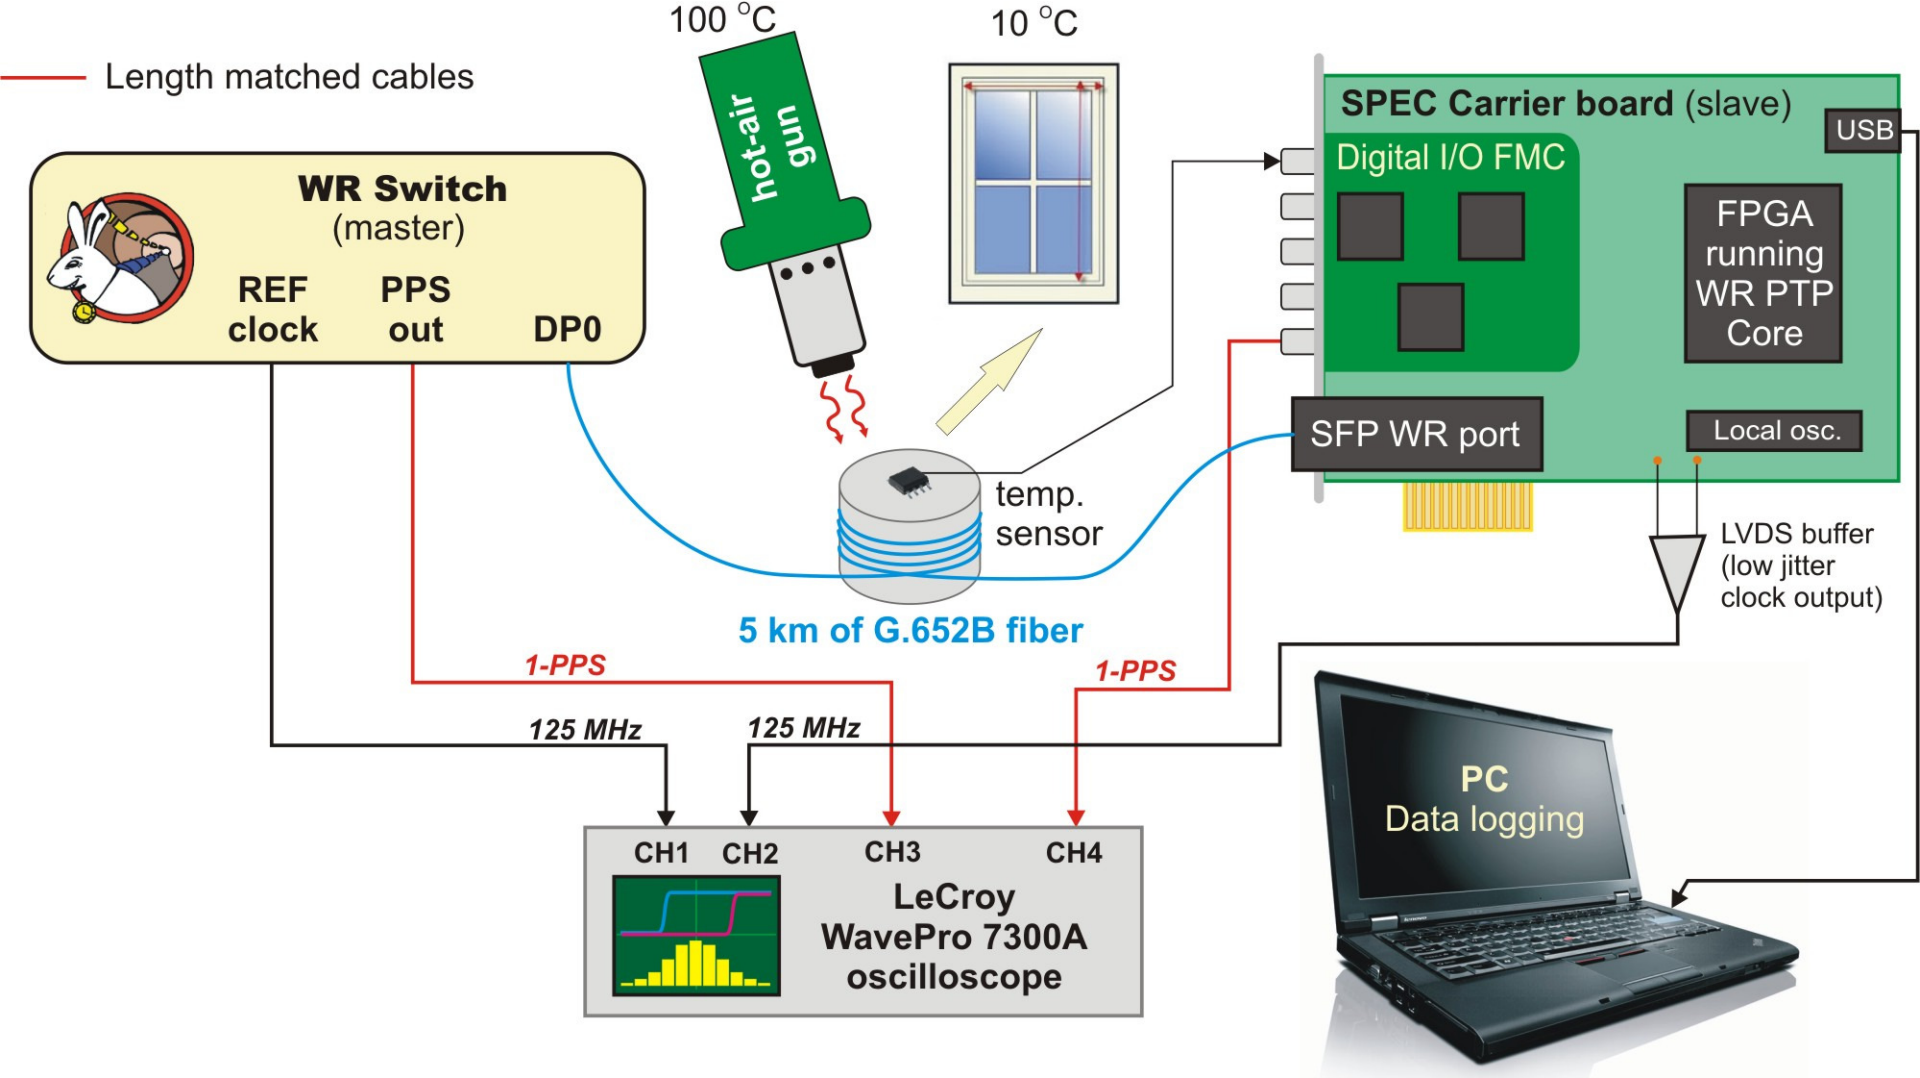 100 °C
10 °C
Length matched cables
hot-air
gun
SPEC Carrier board (slave)
USB
Digital I/O FMC
WR Switch
(master)
FPGA
running
WR PTP
Core
REF
clock
PPS
out
DP0
SFP WR port
Local osc.
temp.
sensor
LVDS buffer
(low jitter
clock output)
5 km of G.652B fiber
1-PPS
1-PPS
125 MHz
125 MHz
PC
Data logging
CH1
CH2
CH3
CH4
LeCroy
WavePro 7300A
oscilloscope